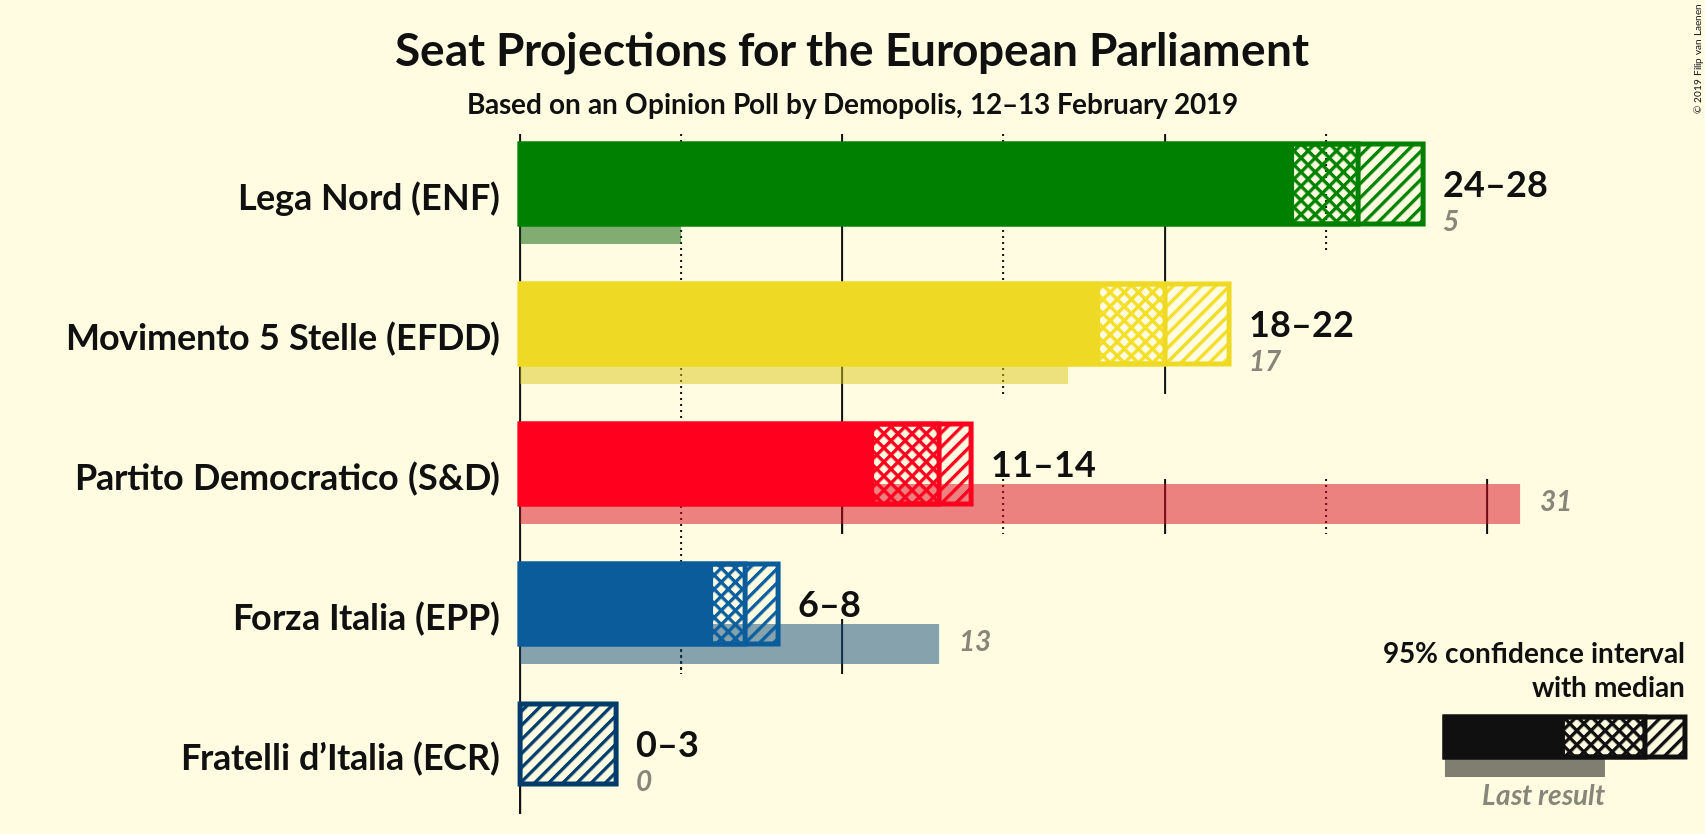 Seat Projections for the European Parliament
Based on an Opinion Poll by Demopolis, 12–13 February 2019
© 2019 Filip van Laenen
Lega Nord (ENF)
24–28
5
Movimento 5 Stelle (EFDD)
18–22
17
Partito Democratico (S&D)
11–14
31
Forza Italia (EPP)
6–8
13
Fratelli d’Italia (ECR)
0–3
0
95% confidence interval
with median
Last result